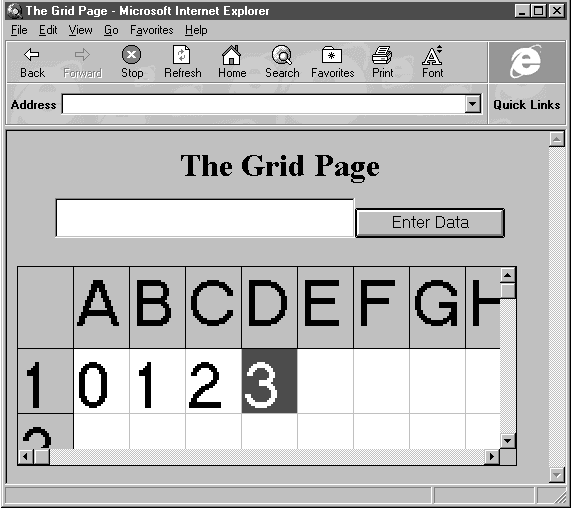 The Grid Page - Microsoft Internet Explorer
File Edit View Go Favorites Help
Back Forward Stop Refresh Home Search Favorites Print Font
Address Quick Links
The Grid Page
Enter Data
A B C D E F G H
1 0 1 2 3
2